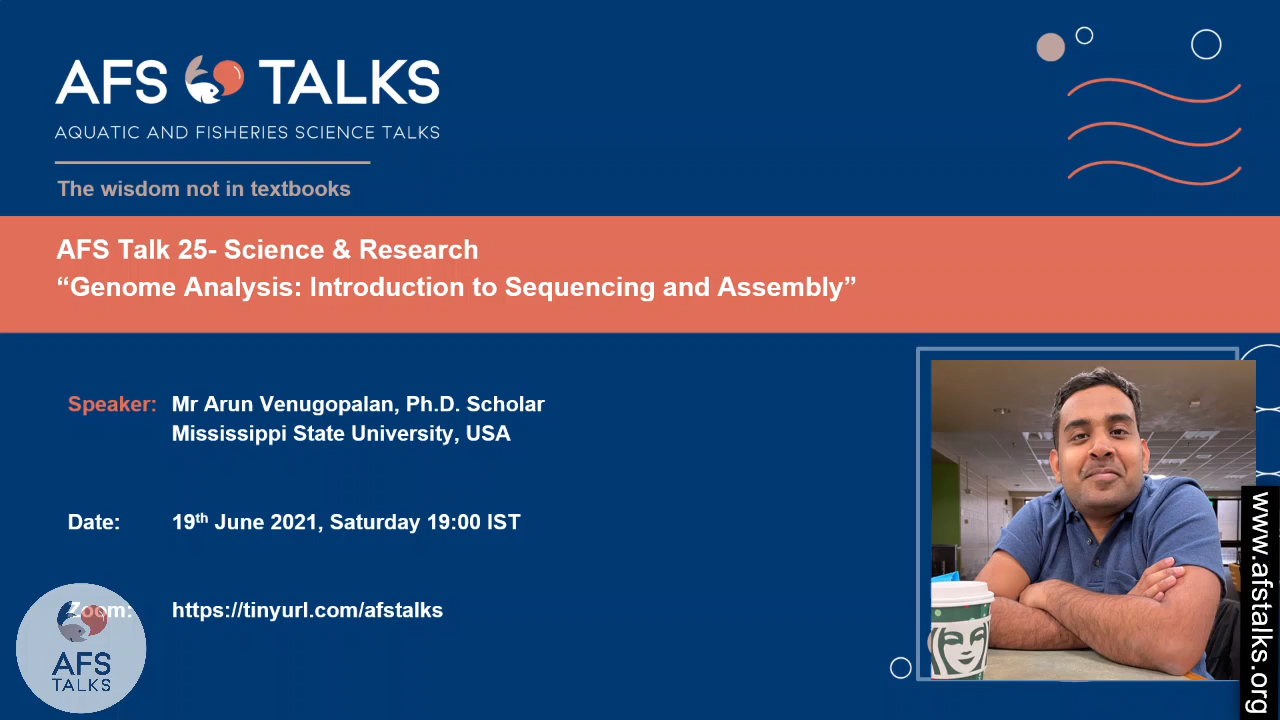 AFS TALKS
AQUATIC AND FISHERIES SCIENCE TALKS
The wisdom not in textbooks
AFS Talk 25- Science & Research
“Genome Analysis: Introduction to Sequencing and Assembly”
Speaker: Mr Arun Venugopalan, Ph.D. Scholar
Mississippi State University, USA
Date: 19th June 2021, Saturday 19:00 IST
Zoom: https://tinyurl.com/afstalks
AFS
TALKS
www.afstalks.org